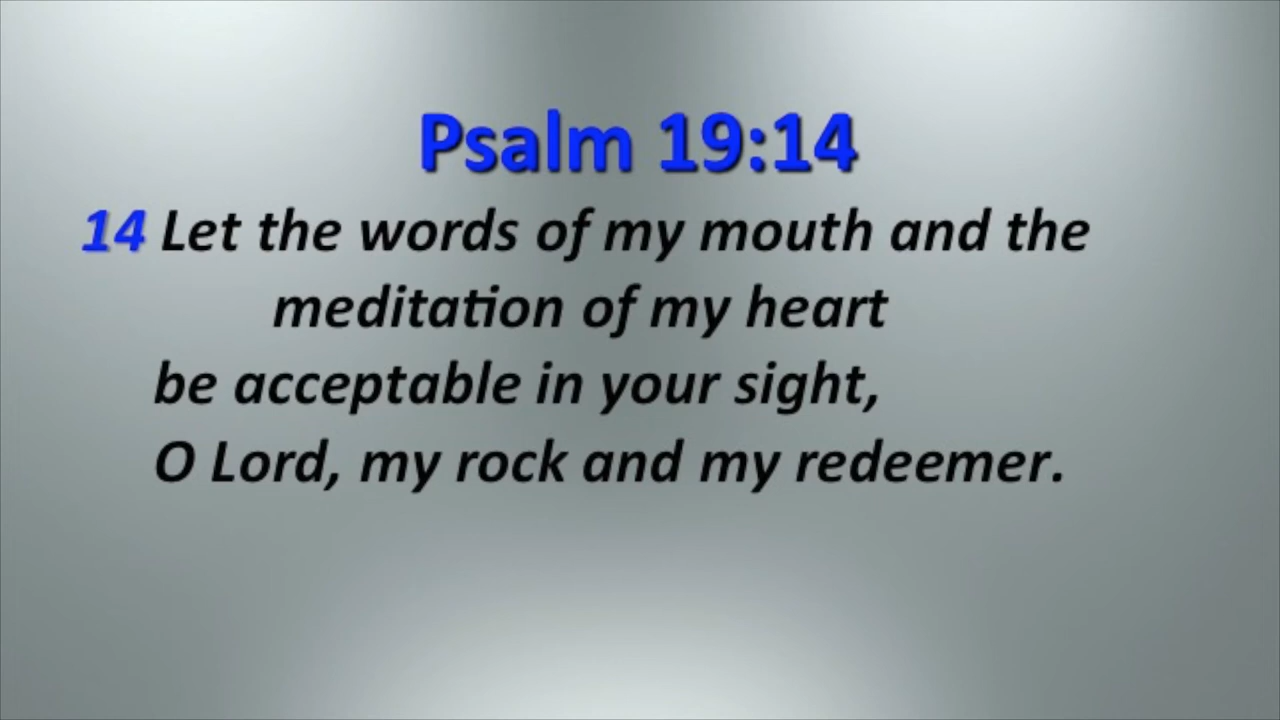 Psalm 19:14
14 Let the words of my mouth and the
meditation of my heart
be acceptable in your sight,
O Lord, my rock and my redeemer.